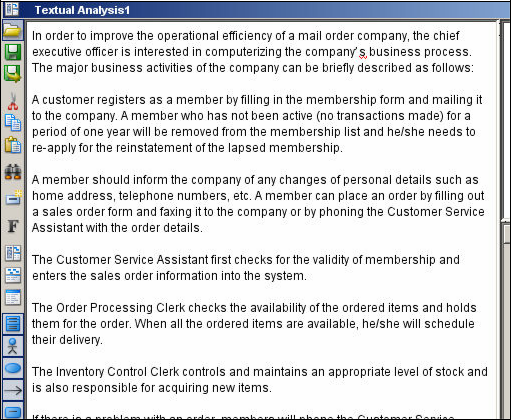 Textual Analysis1
In order to improve the operational efficiency of a mail order company, the chief
executive officer is interested in computerizing the company's business process.
The major business activities of the company can be briefly described as follows:
A customer registers as a member by filling in the membership form and mailing it
to the company. A member who has not been active (no transactions made) for a
period of one year will be removed from the membership list and he/she needs to
re-apply for the reinstatement of the lapsed membership.
A member should inform the company of any changes of personal details such as
home address, telephone numbers, etc. A member can place an order by filling out
a sales order form and faxing it to the company or by phoning the Customer Service
Assistant with the order details.
The Customer Service Assistant first checks for the validity of membership and
enters the sales order information into the system.
The Order Processing Clerk checks the availability of the ordered items and holds
them for the order. When all the ordered items are available, he/she will schedule
their delivery.
The Inventory Control Clerk controls and maintains an appropriate level of stock and
is also responsible for acquiring new items.
If there is a problem with an order, members will phone the Customer Service
F